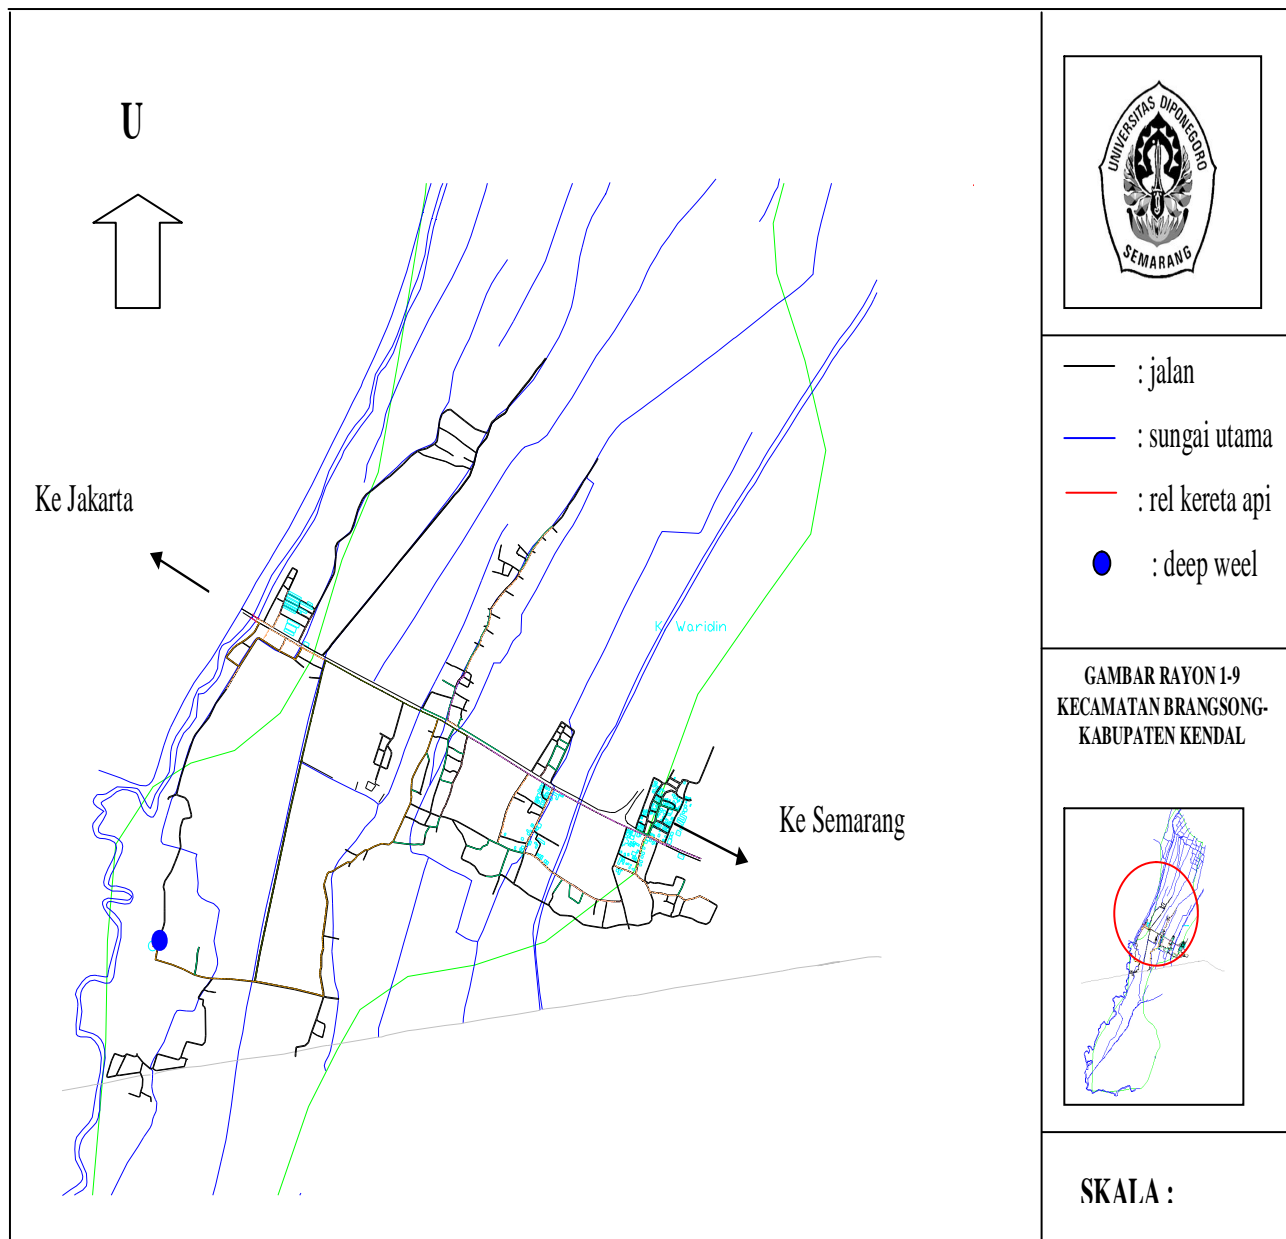 U
Ke Jakarta
K. Waridin
Ke Semarang
UNIVERSITAS DIPONEGORO
SEMARANG
: jalan
: sungai utama
: rel kereta api
: deep weel
GAMBAR RAYON 1-9
KECAMATAN BRANGSONG-
KABUPATEN KENDAL
SKALA :